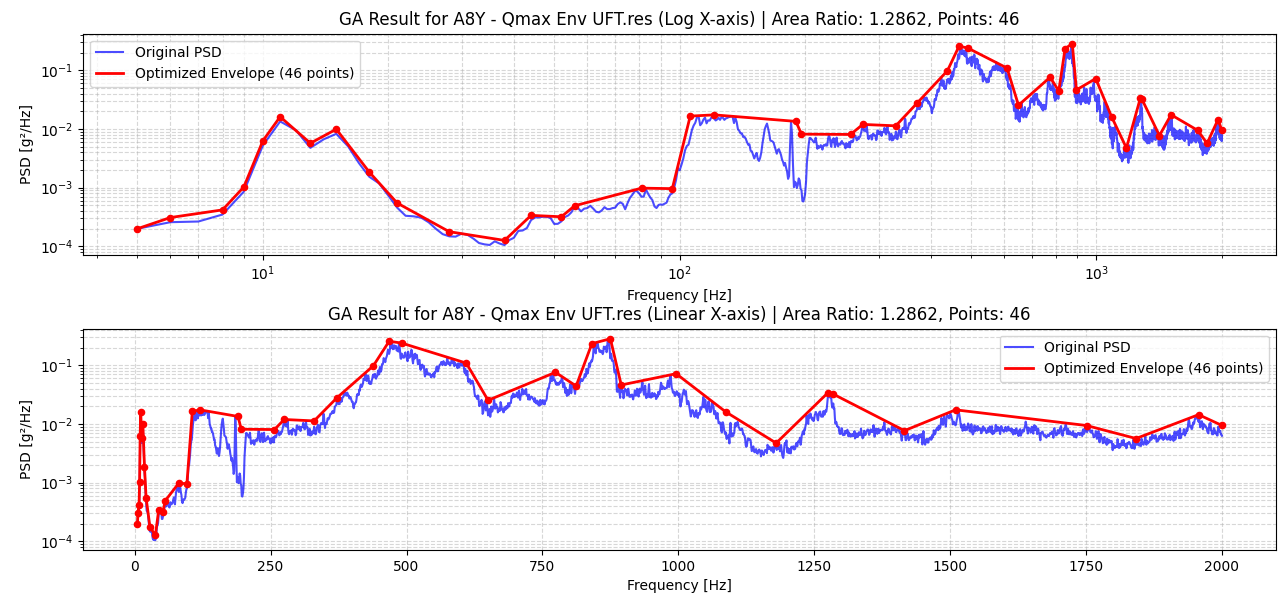 GA Result for A8Y - Qmax Env UFT.res (Log X-axis) | Area Ratio: 1.2862, Points: 46
Original PSD
Optimized Envelope (46 points)
PSD [g²/Hz]
10⁻¹
10⁻²
10⁻³
10⁻⁴
10¹
10²
10³
Frequency [Hz]
GA Result for A8Y - Qmax Env UFT.res (Linear X-axis) | Area Ratio: 1.2862, Points: 46
Original PSD
Optimized Envelope (46 points)
PSD [g²/Hz]
10⁻¹
10⁻²
10⁻³
10⁻⁴
0
250
500
750
1000
1250
1500
1750
2000
Frequency [Hz]